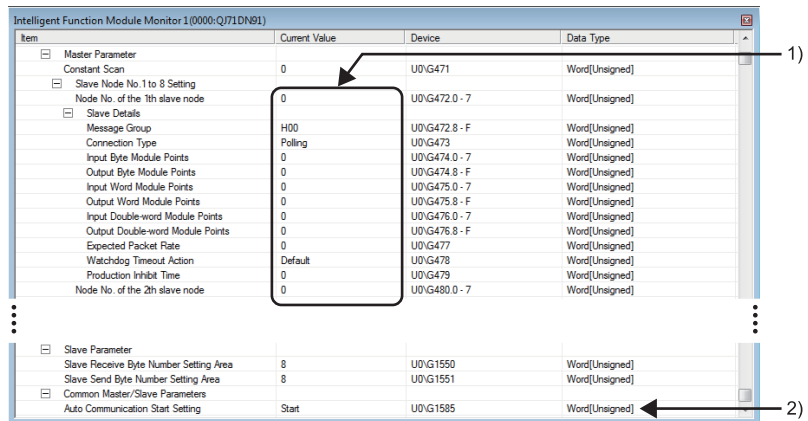 Intelligent Function Module Monitor 1(0000:QJ71DN91)
Item Current Value Device Data Type
Master Parameter
1)
Constant Scan 0 U0\G471 Word[Unsigned]
Slave Node No.1 to 8 Setting
Node No. of the 1th slave node 0 U0\G472.0 - 7 Word[Unsigned]
Slave Details
Message Group H00 U0\G472.8 - F Word[Unsigned]
Connection Type Polling U0\G473 Word[Unsigned]
Input Byte Module Points 0 U0\G474.0 - 7 Word[Unsigned]
Output Byte Module Points 0 U0\G474.8 - F Word[Unsigned]
Input Word Module Points 0 U0\G475.0 - 7 Word[Unsigned]
Output Word Module Points 0 U0\G475.8 - F Word[Unsigned]
Input Double-word Module Points 0 U0\G476.0 - 7 Word[Unsigned]
Output Double-word Module Points 0 U0\G476.8 - F Word[Unsigned]
Expected Packet Rate 0 U0\G477 Word[Unsigned]
Watchdog Timeout Action Default U0\G478 Word[Unsigned]
Production Inhibit Time 0 U0\G479 Word[Unsigned]
Node No. of the 2th slave node 0 U0\G480.0 - 7 Word[Unsigned]
Slave Parameter
Slave Receive Byte Number Setting Area 8 U0\G1550 Word[Unsigned]
Slave Send Byte Number Setting Area 8 U0\G1551 Word[Unsigned]
Common Master/Slave Parameters
Auto Communication Start Setting Start U0\G1585 Word[Unsigned]
2)